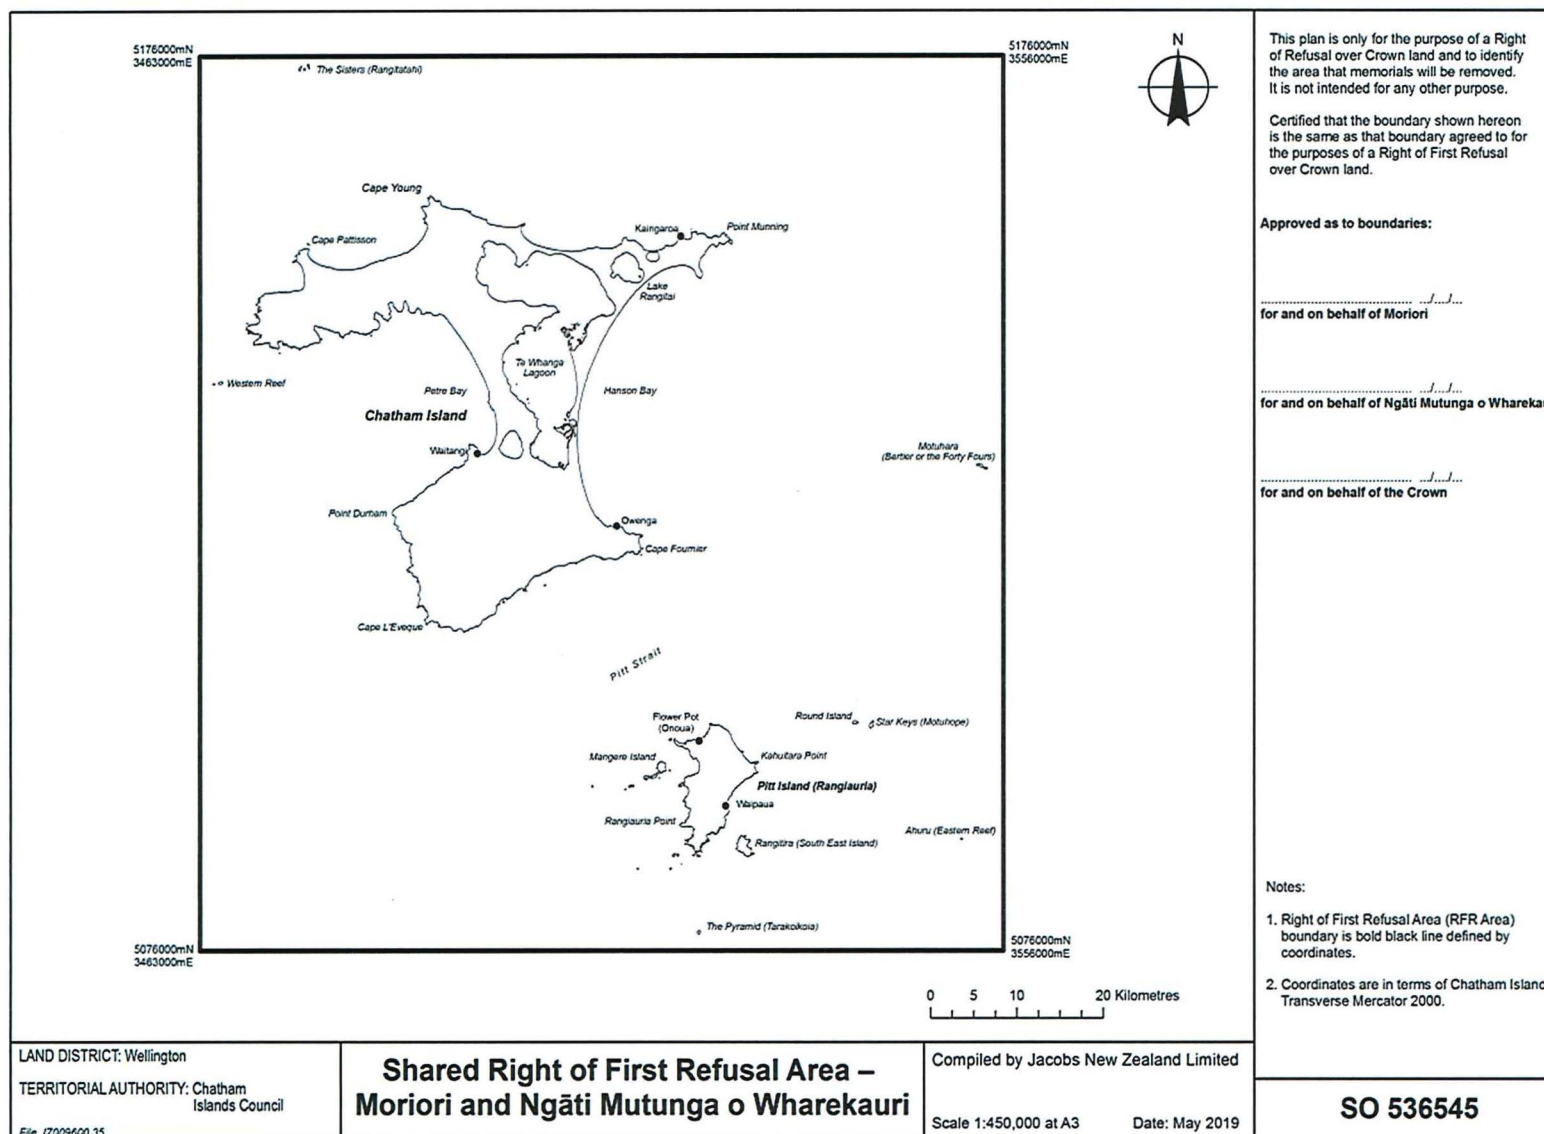 5176000mN
3463000mE
5176000mN
3556000mE
The Sisters (Rangitatahi)
N
Cape Young
Cape Pattisson
Kaingaroa
Point Munning
Lake
Rangitai
Te Whanga
Lagoon
Western Reef
Petre Bay
Hanson Bay
Chatham Island
Waitangi
Motuhara
(Bertier or the Forty Fours)
Point Durham
Owenga
Cape Fournier
Cape L'Eveque
Pitt Strait
Flower Pot
(Onoua)
Round Island
Star Keys (Motuhope)
Mangere Island
Kahuitara Point
Pitt Island (Rangiauria)
Waipaua
Rangiauria Point
Ahuru (Eastern Reef)
Rangitira (South East Island)
The Pyramid (Tarakoikoia)
5076000mN
3463000mE
5076000mN
3556000mE
0 5 10 20 Kilometres
This plan is only for the purpose of a Right
of Refusal over Crown land and to identify
the area that memorials will be removed.
It is not intended for any other purpose.
Certified that the boundary shown hereon
is the same as that boundary agreed to for
the purposes of a Right of First Refusal
over Crown land.
Approved as to boundaries:
.......................................... .../..../...
for and on behalf of Moriori
.......................................... .../..../...
for and on behalf of Ngāti Mutunga o Wharekau
.......................................... .../..../...
for and on behalf of the Crown
Notes:
1. Right of First Refusal Area (RFR Area)
boundary is bold black line defined by
coordinates.
2. Coordinates are in terms of Chatham Island
Transverse Mercator 2000.
LAND DISTRICT: Wellington
TERRITORIAL AUTHORITY: Chatham
Islands Council
Shared Right of First Refusal Area –
Moriori and Ngāti Mutunga o Wharekauri
Compiled by Jacobs New Zealand Limited
Scale 1:450,000 at A3 Date: May 2019
SO 536545